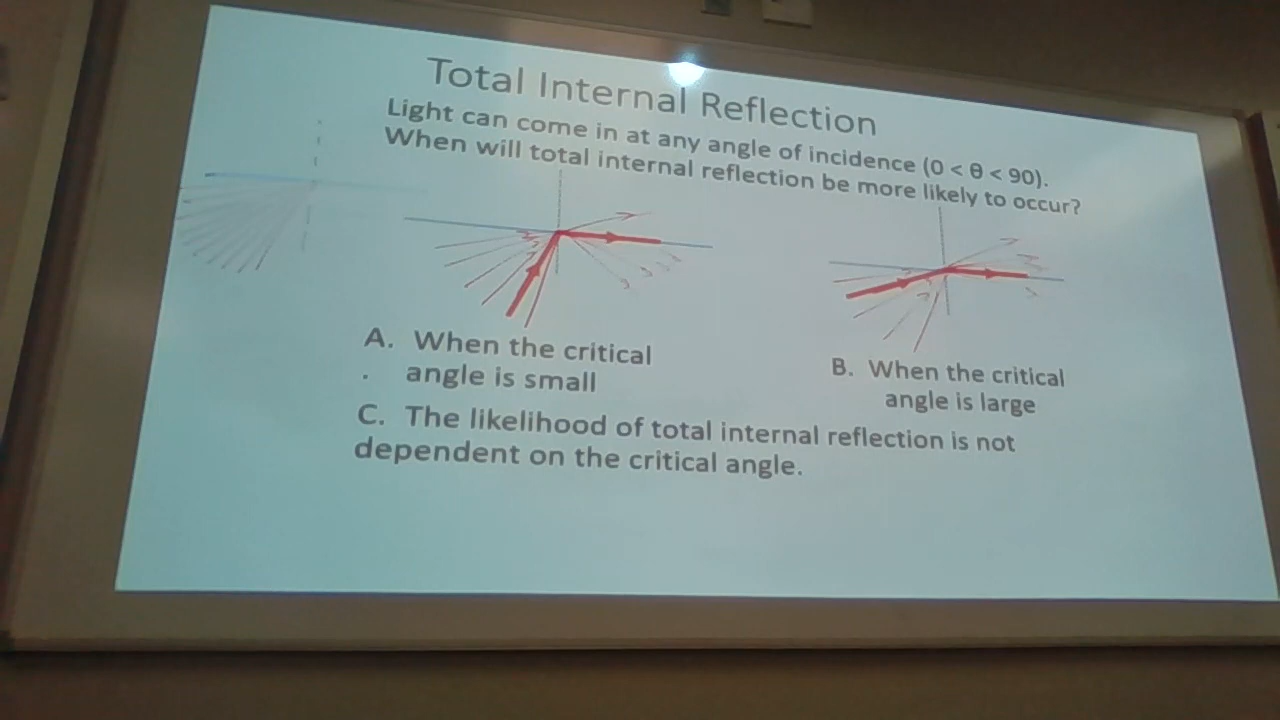 Total Internal Reflection
Light can come in at any angle of incidence (0 < θ < 90).
When will total internal reflection be more likely to occur?
A. When the critical
. angle is small
B. When the critical
angle is large
C. The likelihood of total internal reflection is not
dependent on the critical angle.